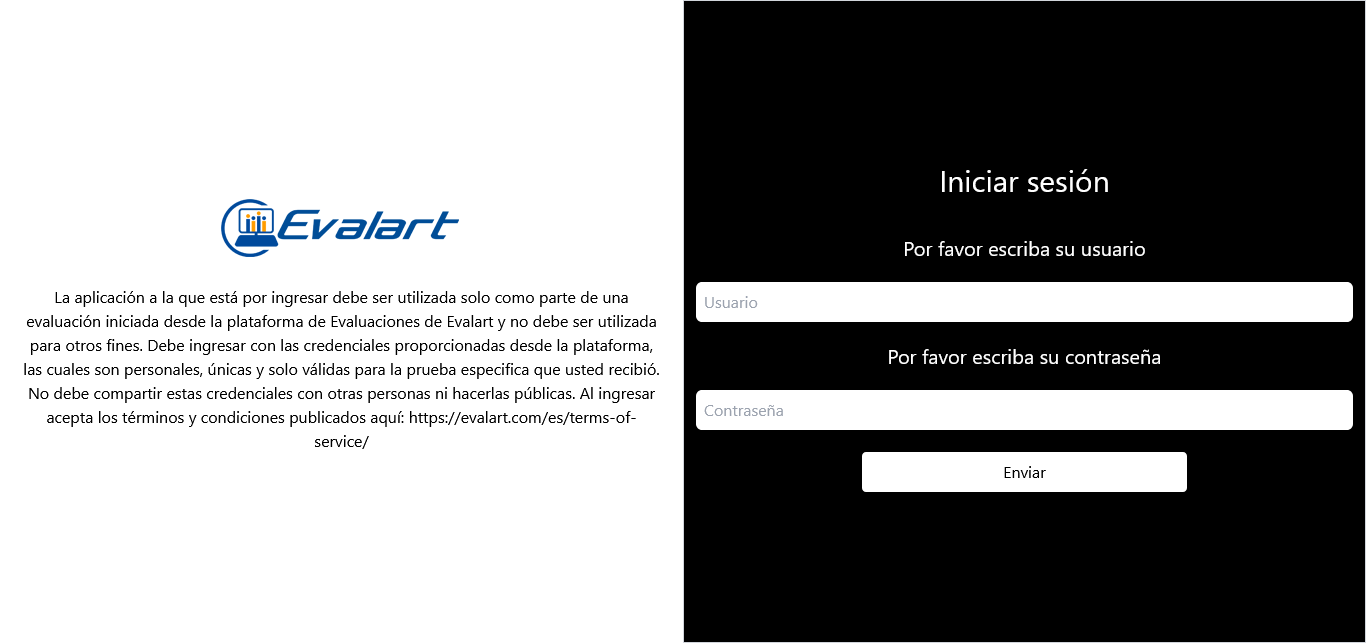 Evalart
La aplicación a la que está por ingresar debe ser utilizada solo como parte de una
evaluación iniciada desde la plataforma de Evaluaciones de Evalart y no debe ser utilizada
para otros fines. Debe ingresar con las credenciales proporcionadas desde la plataforma,
las cuales son personales, únicas y solo válidas para la prueba especifica que usted recibió.
No debe compartir estas credenciales con otras personas ni hacerlas públicas. Al ingresar
acepta los términos y condiciones publicados aquí: https://evalart.com/es/terms-of-
service/
Iniciar sesión
Por favor escriba su usuario
Usuario
Por favor escriba su contraseña
Contraseña
Enviar